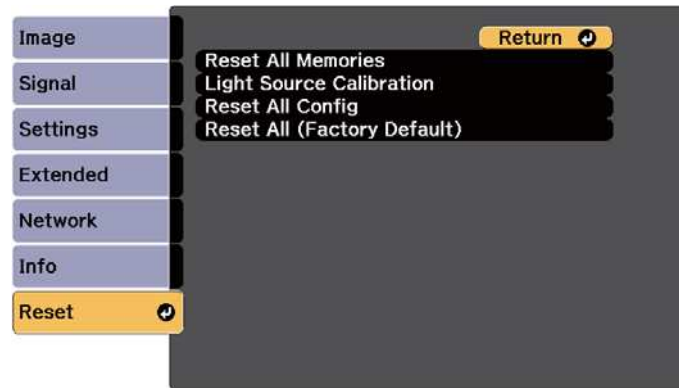 Image
Signal
Settings
Extended
Network
Info
Reset
Return
Reset All Memories
Light Source Calibration
Reset All Config
Reset All (Factory Default)